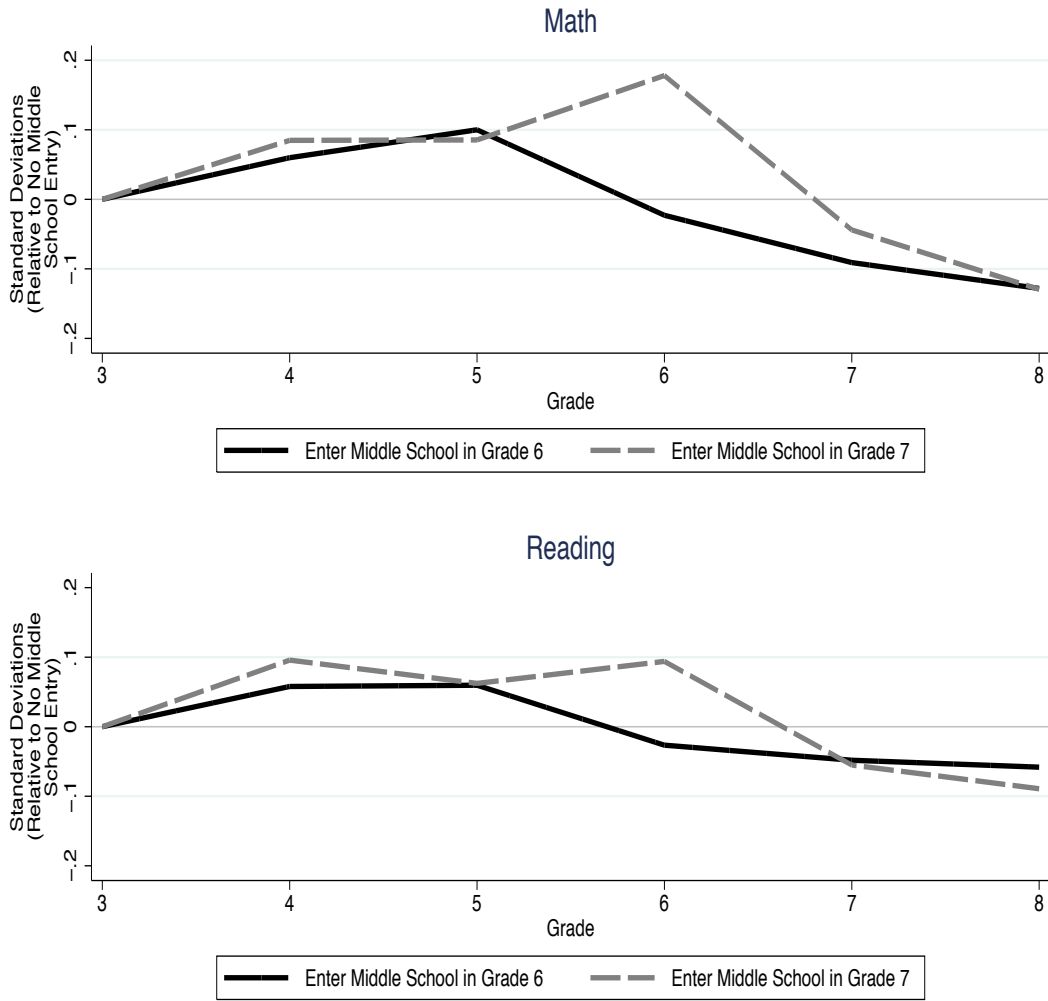 Math
Standard Deviations
(Relative to No Middle
School Entry)
.2
.1
0
-.1
-.2
3 4 5 6 7 8
Grade
Enter Middle School in Grade 6 Enter Middle School in Grade 7
Reading
Standard Deviations
(Relative to No Middle
School Entry)
.2
.1
0
-.1
-.2
3 4 5 6 7 8
Grade
Enter Middle School in Grade 6 Enter Middle School in Grade 7